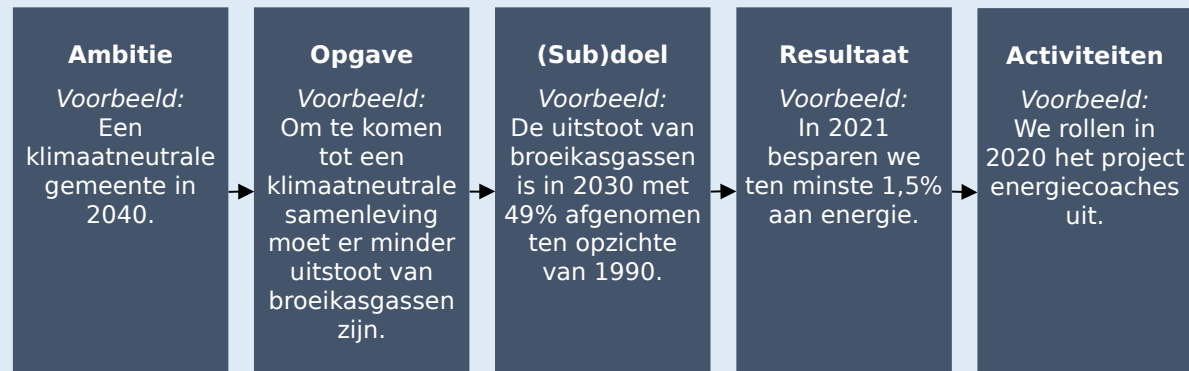 Ambitie
Voorbeeld:
Een
klimaatneutrale
gemeente in
2040.
Opgave
Voorbeeld:
Om te komen
tot een
klimaatneutrale
samenleving
moet er minder
uitstoot van
broeikasgassen
zijn.
(Sub)doel
Voorbeeld:
De uitstoot van
broeikasgassen
is in 2030 met
49% afgenomen
ten opzichte
van 1990.
Resultaat
Voorbeeld:
In 2021
besparen we
ten minste 1,5%
aan energie.
Activiteiten
Voorbeeld:
We rollen in
2020 het project
energiecoaches
uit.